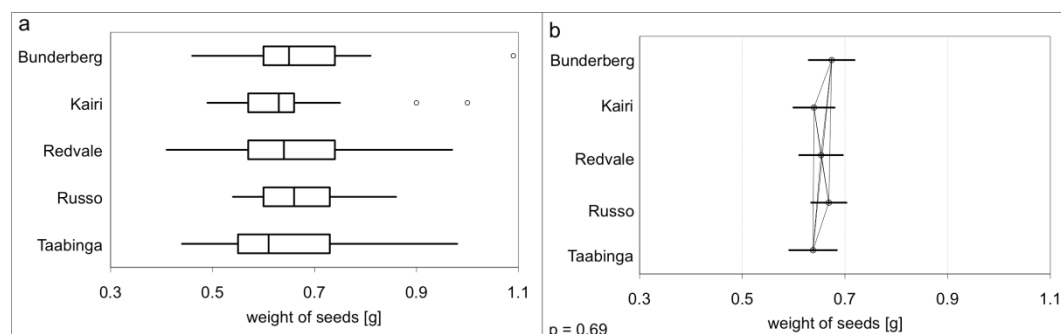 a
Bunderberg
Kairi
Redvale
Russo
Taabinga
0.3 0.5 0.7 0.9 1.1
weight of seeds [g]
b
Bunderberg
Kairi
Redvale
Russo
Taabinga
0.3 0.5 0.7 0.9 1.1
weight of seeds [g]
p = 0.69